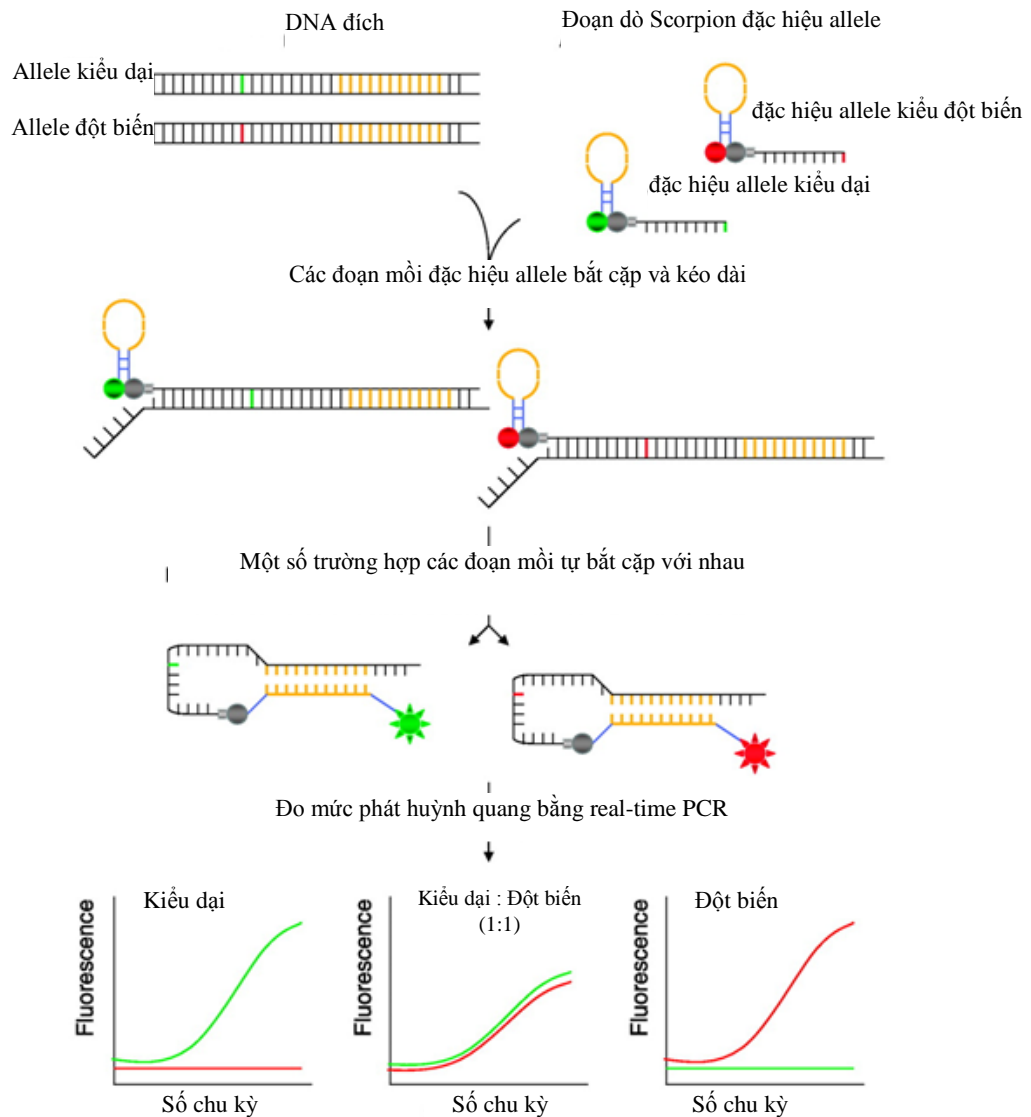 DNA đích
Đoạn dò Scorpion đặc hiệu allele
Allele kiểu dại
Allele đột biến
đặc hiệu allele kiểu đột biến
đặc hiệu allele kiểu dại
Các đoạn mồi đặc hiệu allele bắt cặp và kéo dài
Một số trường hợp các đoạn mồi tự bắt cặp với nhau
Đo mức phát huỳnh quang bằng real-time PCR
Kiểu dại
Fluorescence
Số chu kỳ
Kiểu dại : Đột biến
(1:1)
Fluorescence
Số chu kỳ
Đột biến
Fluorescence
Số chu kỳ